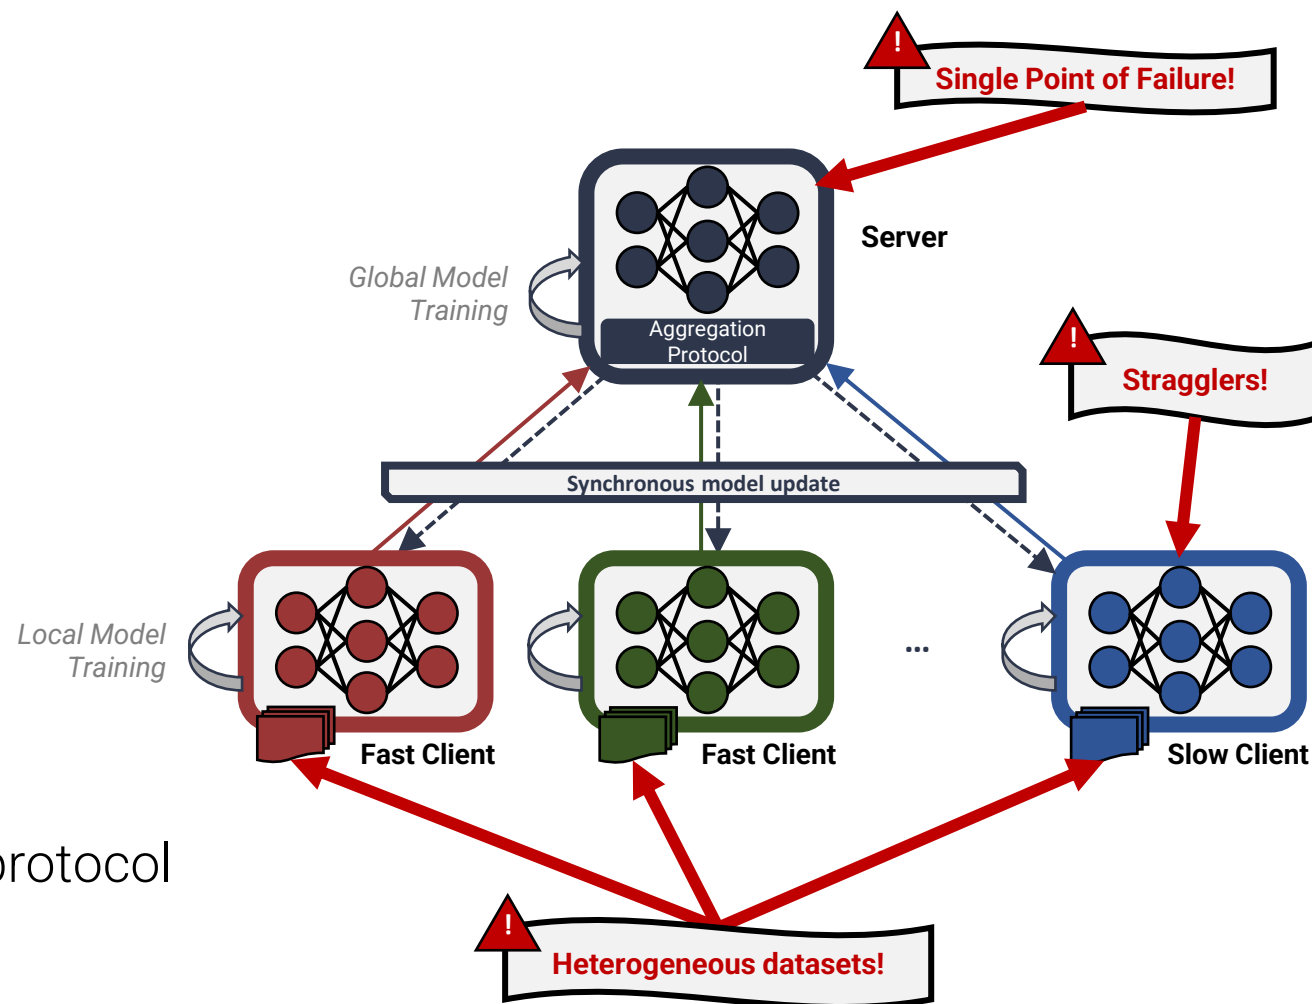 !
Single Point of Failure!
Server
Global Model
Training
Aggregation
Protocol
!
Stragglers!
Synchronous model update
Local Model
Training
...
Fast Client
Fast Client
Slow Client
protocol
!
Heterogeneous datasets!